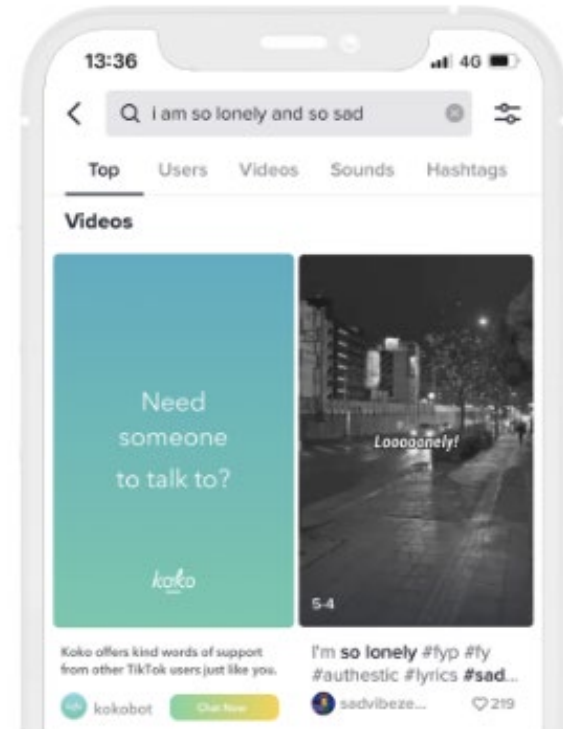 13:36
4G
i am so lonely and so sad
Top Users Videos Sounds Hashtags
Videos
Need
someone
to talk to?
koko
Looooonely!
5-4
Koko offers kind words of support
from other TikTok users just like you.
kokobot
Chat Now
I'm so lonely #fyp #fy
#authestic #lyrics #sad...
sadvibeze...
219